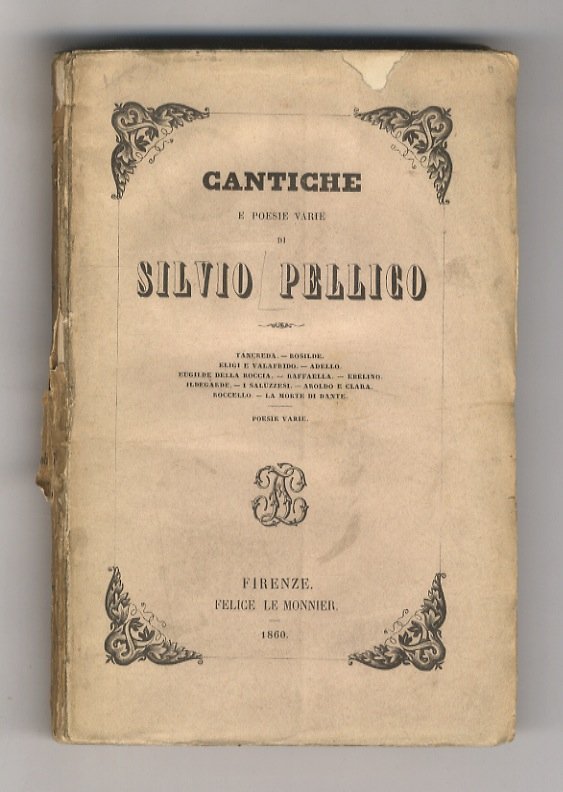 CANTICHE
E POESIE VARIE
DI
SILVIO PELLICO
TANCREDA. — ROSILDE.
ELIGI E VALAFRIDO. — ADELLO.
EUGILDE DELLA ROCCIA. — RAFFAELLA. — EBELINO.
ILDEGARDE. — I SALUZZESI. — AROLDO E CLARA.
ROCCELLO. — LA MORTE DI DANTE.
POESIE VARIE.
FIRENZE.
FELICE LE MONNIER.
1860.